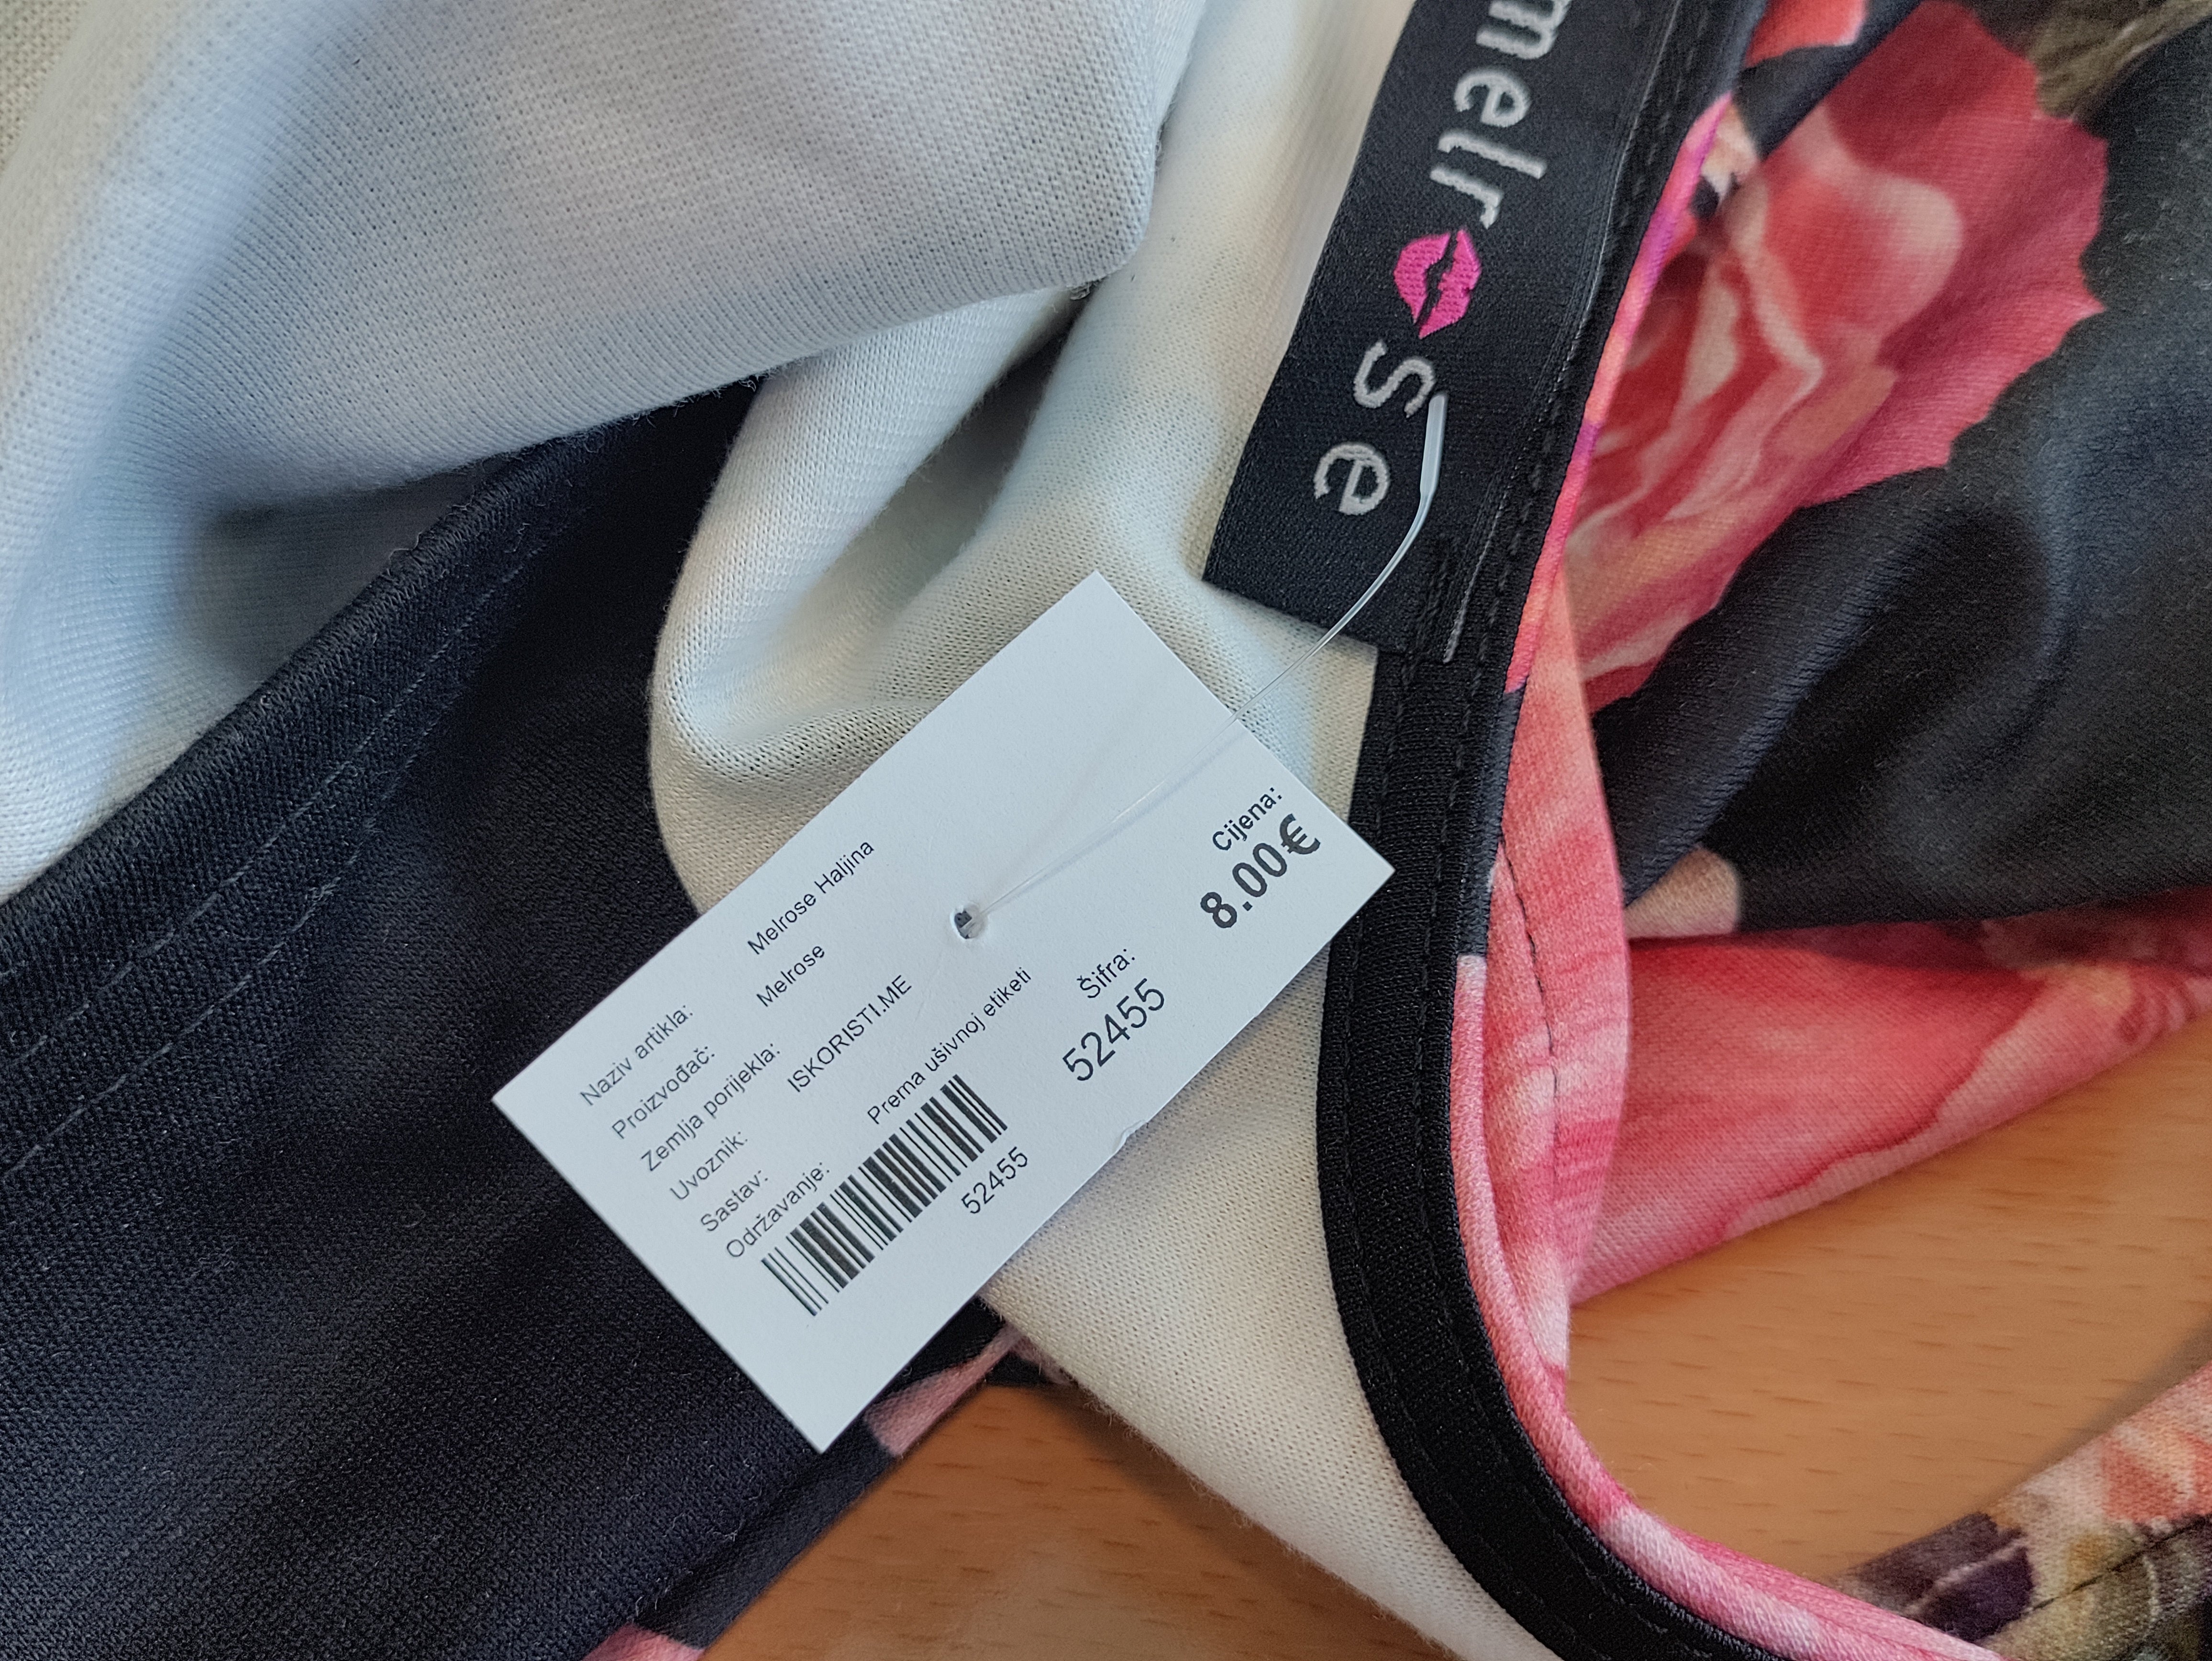 melrse
Naziv artikla: Melrose Haljina
Proizvođač: Melrose
Zemlja porijekla:
Uvoznik: ISKORISTI.ME
Sastav:
Održavanje: Prema ušivnoj etiketi
52455
Šifra:
52455
Cijena:
8.00€